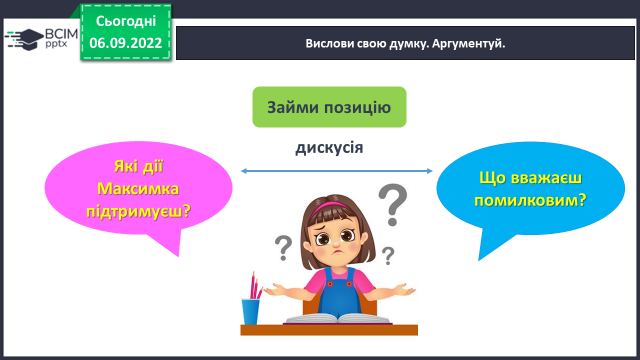 Сьогодні
06.09.2022
ВСІМ
pptx
Вислови свою думку. Аргументуй.
Займи позицію
дискусія
Які дії
Максимка
підтримуєш?
Що вважаєш
помилковим?
? ? ?